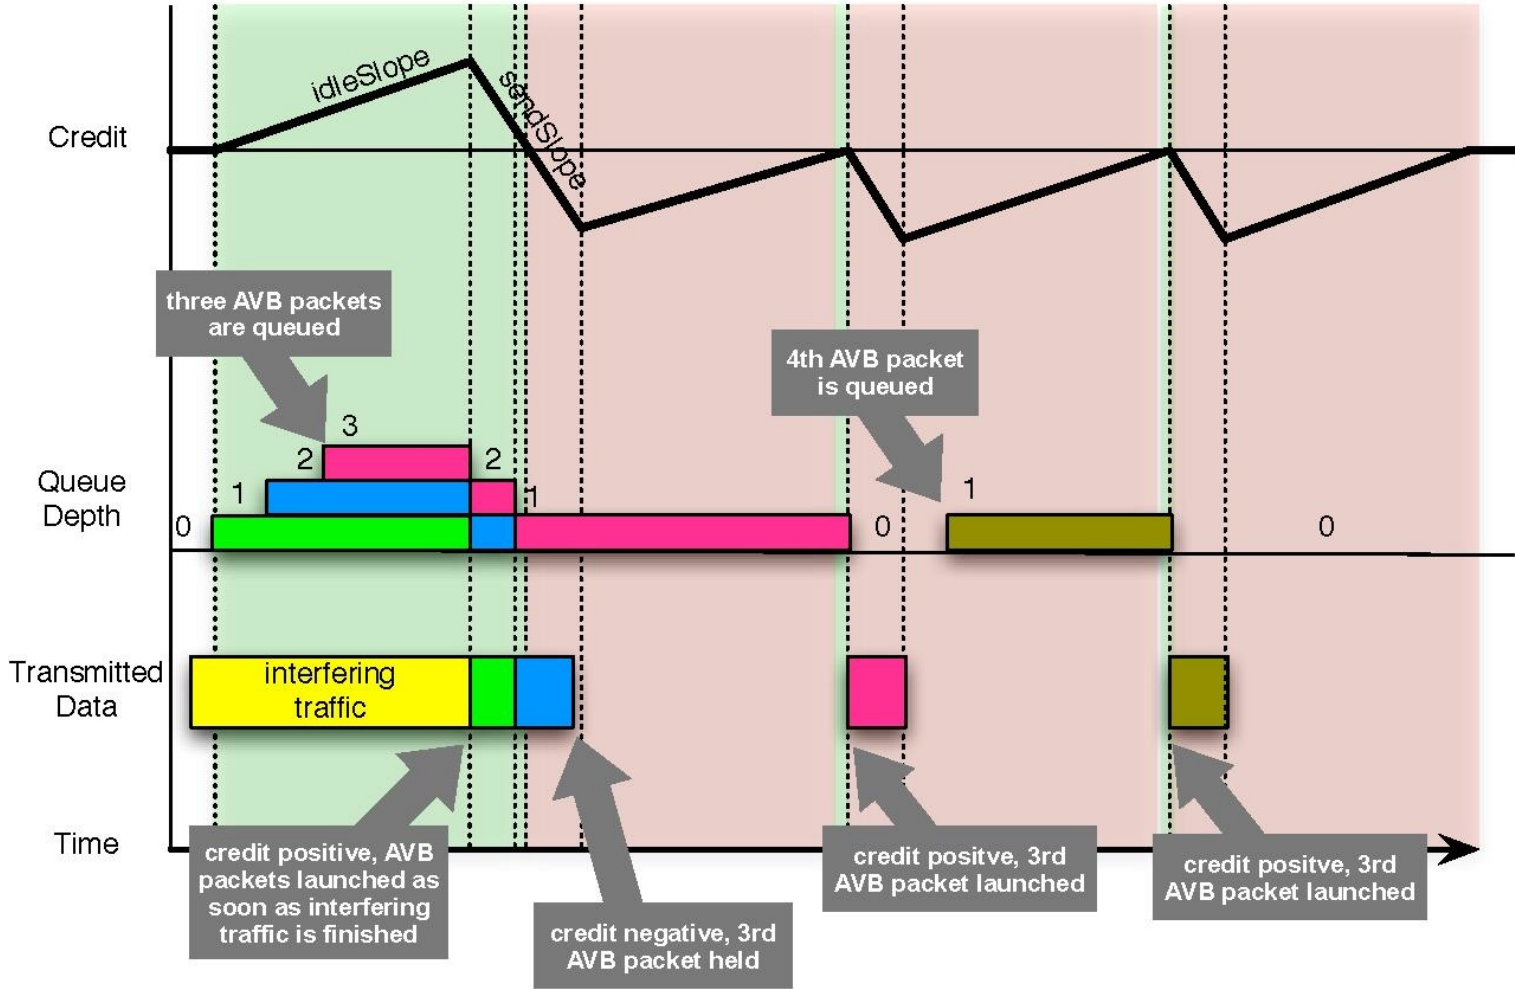 idleSlope
sendSlope
Credit
three AVB packets
are queued
4th AVB packet
is queued
3
2
2
1
1
1
Queue
Depth
0
0
0
Transmitted
Data
interfering
traffic
Time
credit positive, AVB
packets launched as
soon as interfering
traffic is finished
credit negative, 3rd
AVB packet held
credit positve, 3rd
AVB packet launched
credit positve, 3rd
AVB packet launched